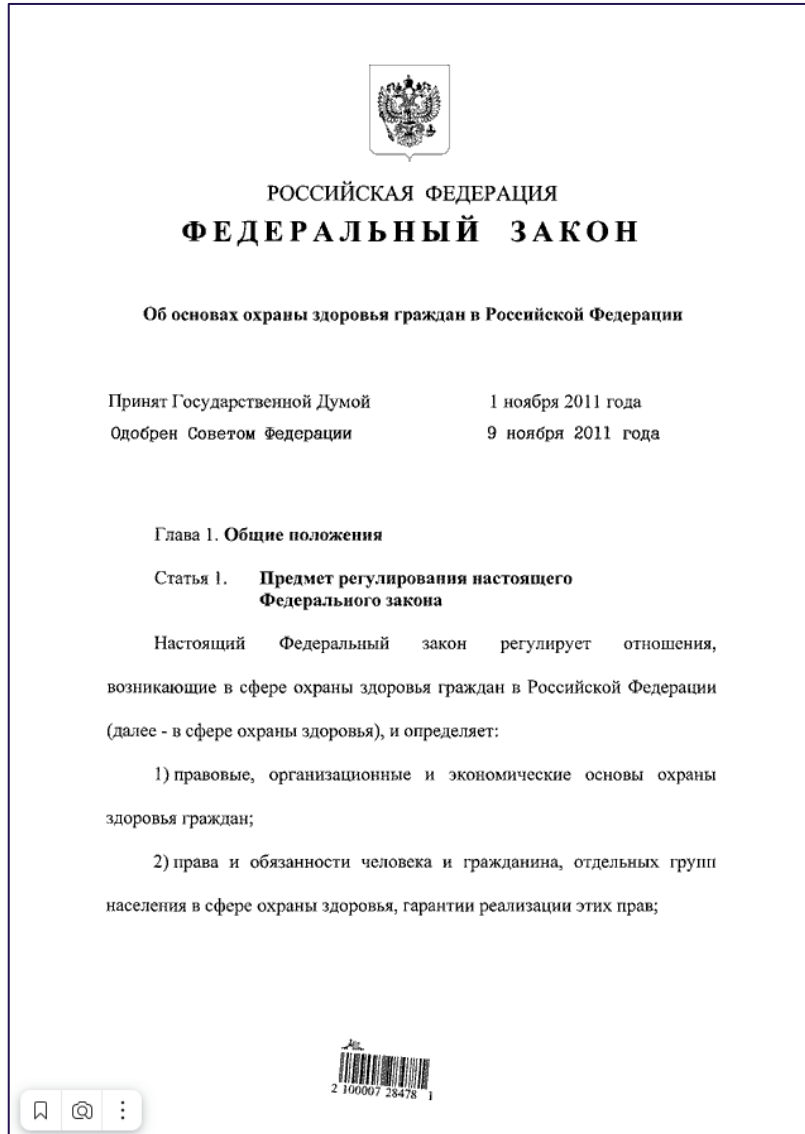 РОССИЙСКАЯ ФЕДЕРАЦИЯ
ФЕДЕРАЛЬНЫЙ ЗАКОН
Об основах охраны здоровья граждан в Российской Федерации
Принят Государственной Думой 1 ноября 2011 года
Одобрен Советом Федерации 9 ноября 2011 года
Глава 1. Общие положения
Статья 1. Предмет регулирования настоящего
Федерального закона
Настоящий Федеральный закон регулирует отношения,
возникающие в сфере охраны здоровья граждан в Российской Федерации
(далее - в сфере охраны здоровья), и определяет:
1) правовые, организационные и экономические основы охраны
здоровья граждан;
2) права и обязанности человека и гражданина, отдельных групп
населения в сфере охраны здоровья, гарантии реализации этих прав;
2 100007 28478 1